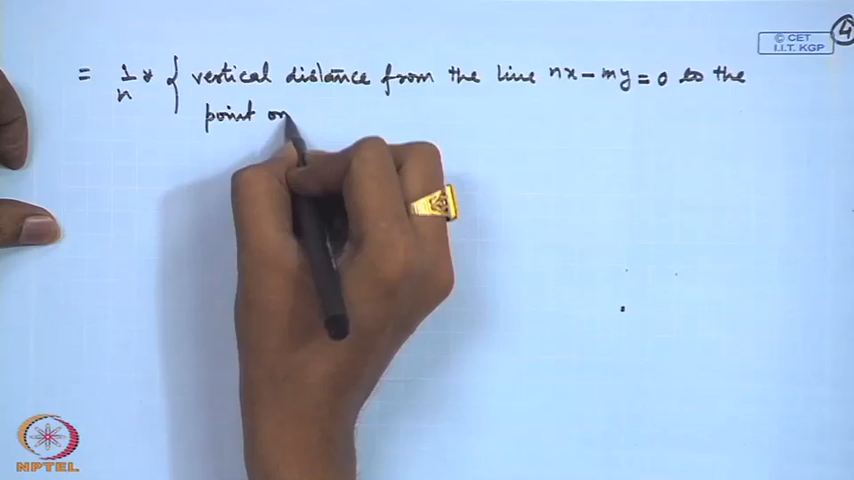 = 1/n * { vertical distance from the line nx - my = 0 to the
point on
© CET
I.I.T. KGP
4
NPTEL